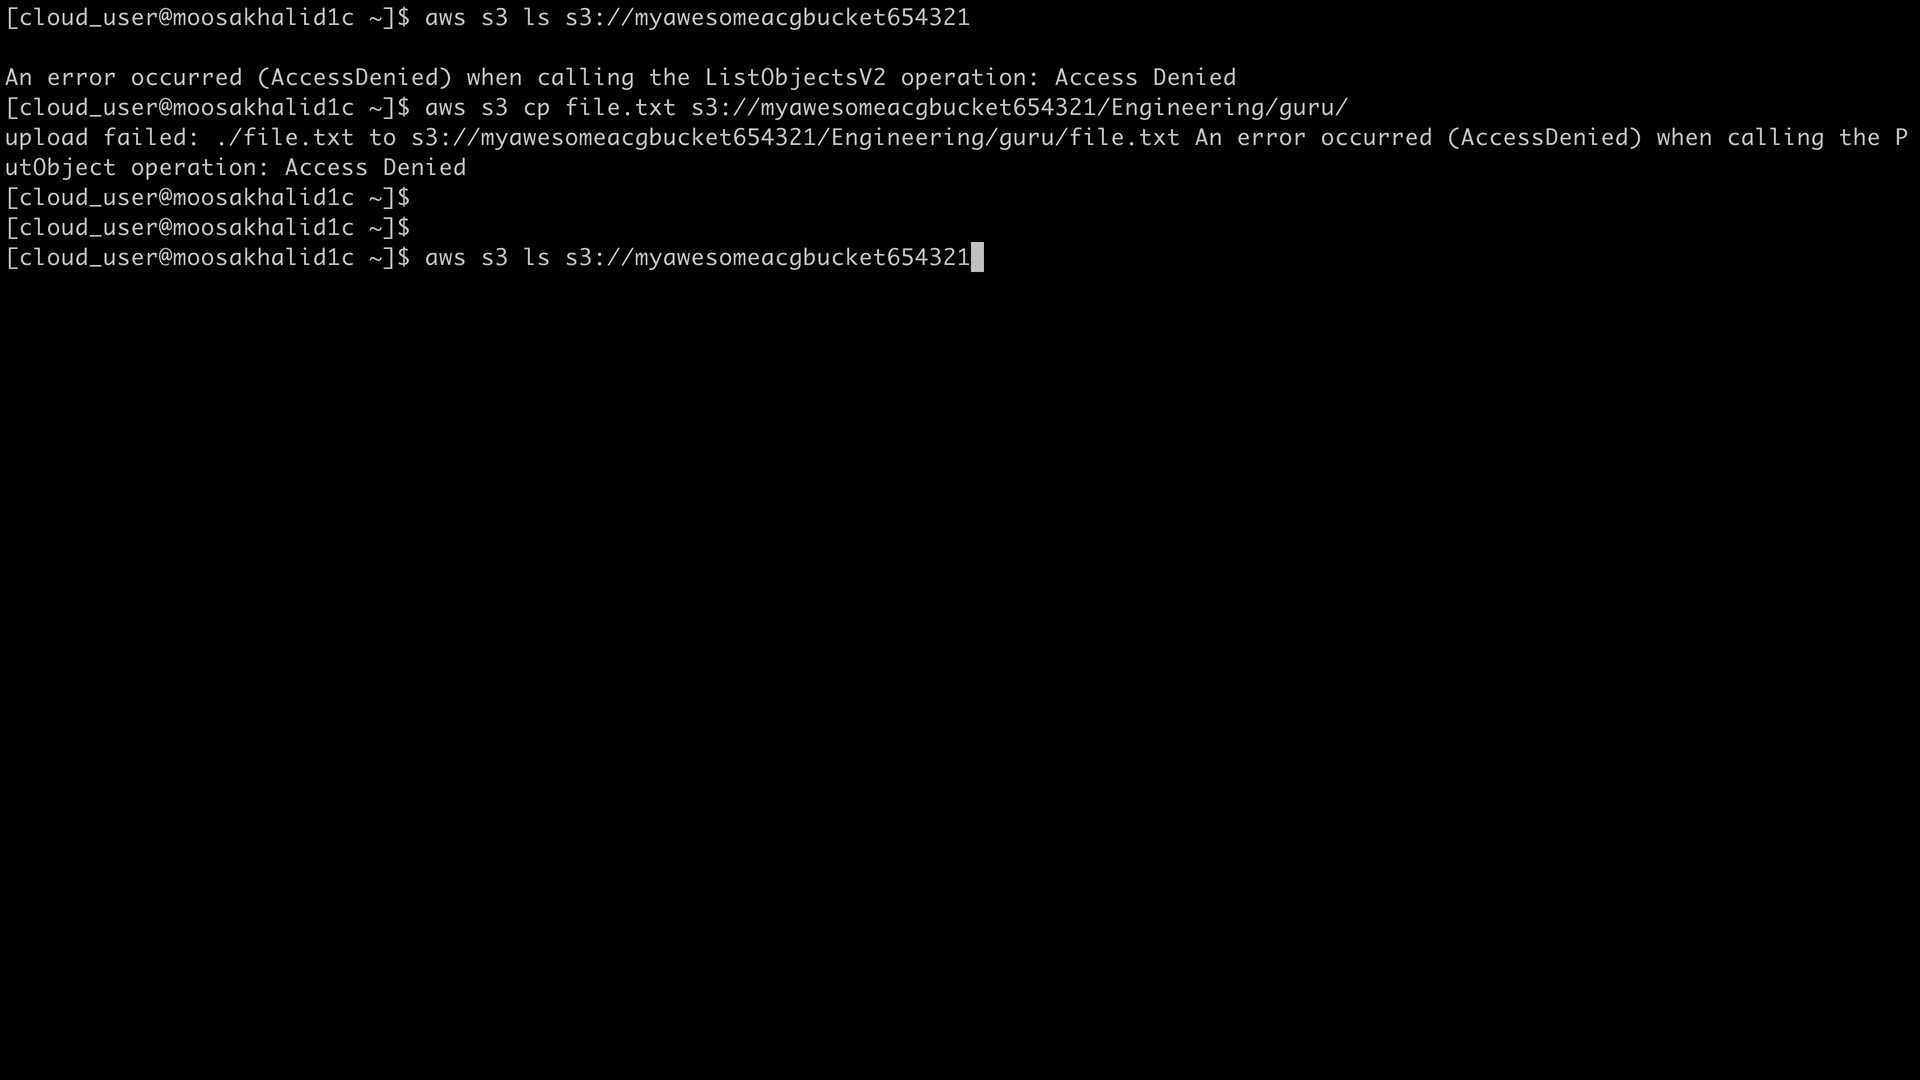 [cloud_user@moosakhalid1c ~]$ aws s3 ls s3://myawesomeacgbucket654321
An error occurred (AccessDenied) when calling the ListObjectsV2 operation: Access Denied
[cloud_user@moosakhalid1c ~]$ aws s3 cp file.txt s3://myawesomeacgbucket654321/Engineering/guru/
upload failed: ./file.txt to s3://myawesomeacgbucket654321/Engineering/guru/file.txt An error occurred (AccessDenied) when calling the P
utObject operation: Access Denied
[cloud_user@moosakhalid1c ~]$
[cloud_user@moosakhalid1c ~]$
[cloud_user@moosakhalid1c ~]$ aws s3 ls s3://myawesomeacgbucket654321